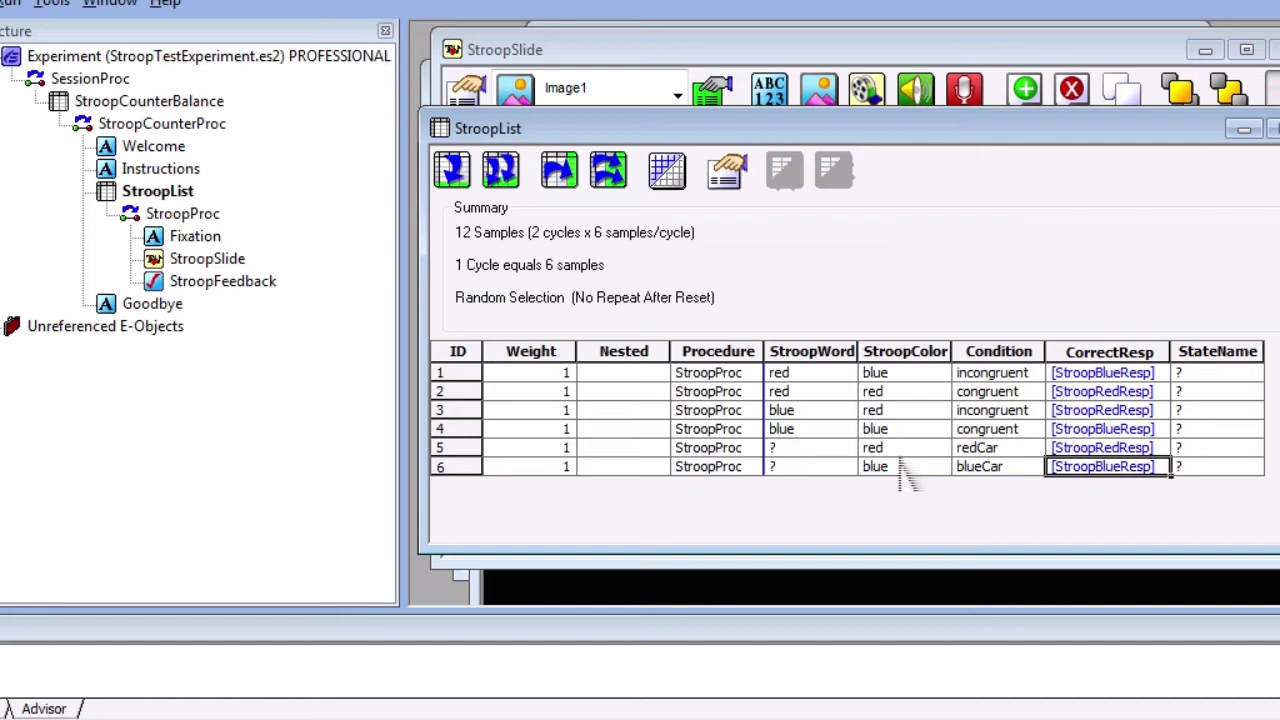 Run Tools Window Help
cture
Experiment (StroopTestExperiment.es2) PROFESSIONAL
SessionProc
StroopCounterBalance
StroopCounterProc
Welcome
Instructions
StroopList
StroopProc
Fixation
StroopSlide
StroopFeedback
Goodbye
Unreferenced E-Objects
StroopSlide
Image1
ABC
123
StroopList
Summary
12 Samples (2 cycles x 6 samples/cycle)
1 Cycle equals 6 samples
Random Selection (No Repeat After Reset)
ID Weight Nested Procedure StroopWord StroopColor Condition CorrectResp StateName
1 1 StroopProc red blue incongruent [StroopBlueResp] ?
2 1 StroopProc red red congruent [StroopRedResp] ?
3 1 StroopProc blue red incongruent [StroopRedResp] ?
4 1 StroopProc blue blue congruent [StroopBlueResp] ?
5 1 StroopProc ? red redCar [StroopRedResp] ?
6 1 StroopProc ? blue blueCar [StroopBlueResp] ?
Advisor